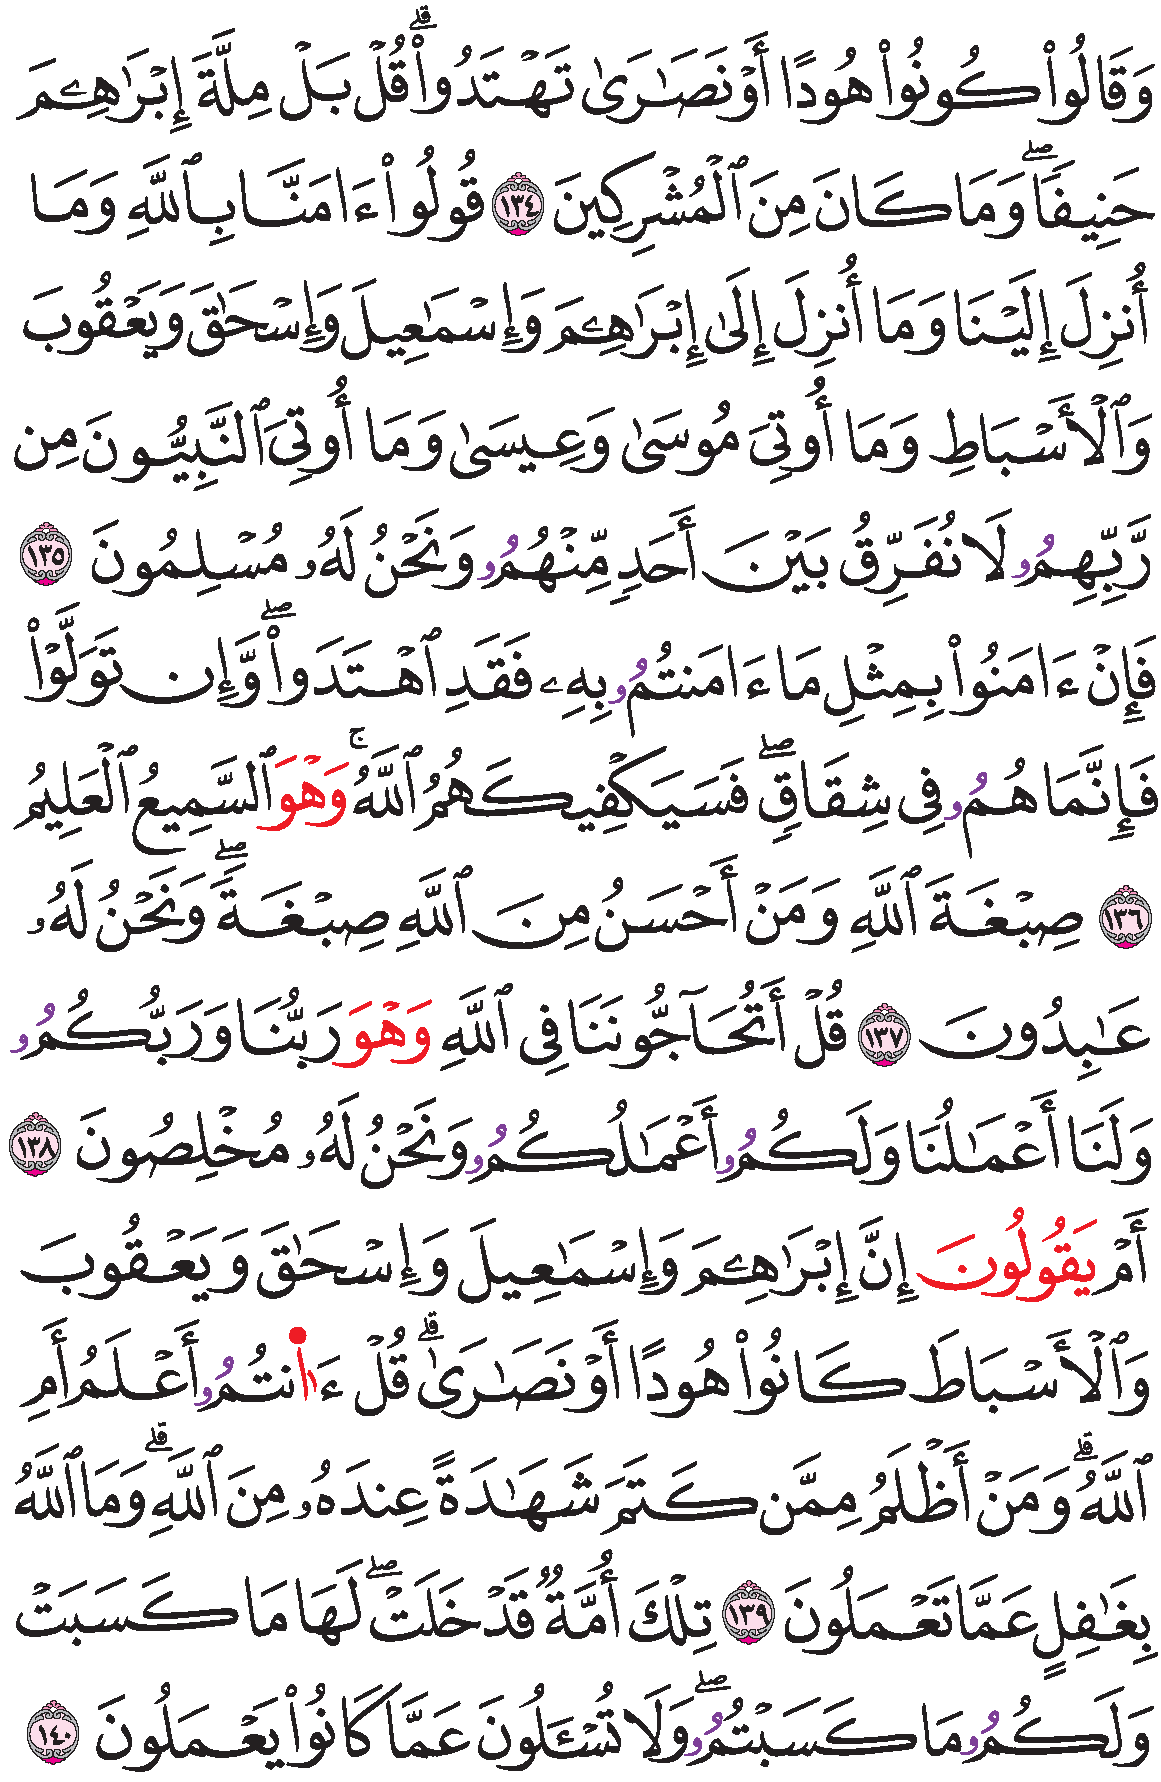 وَقَالُوا۟ كُونُوا۟ هُودًا أَوْ نَصَـٰرَىٰ تَهْتَدُوا۟ۗ قُلْ بَلْ مِلَّةَ إِبْرَٰهِـۧمَ
حَنِيفًاۖ وَمَا كَانَ مِنَ ٱلْمُشْرِكِينَ ١٣٤ قُولُوٓا۟ ءَامَنَّا بِٱللَّهِ وَمَا
أُنزِلَ إِلَيْنَا وَمَا أُنزِلَ إِلَىٰ إِبْرَٰهِـۧمَ وَإِسْمَـٰعِيلَ وَإِسْحَـٰقَ وَيَعْقُوبَ
وَٱلْأَسْبَاطِ وَمَا أُوتِىَ مُوسَىٰ وَعِيسَىٰ وَمَا أُوتِىَ ٱلنَّبِيُّونَ مِن
رَّبِّهِمُۥ لَا نُفَرِّقُ بَيْنَ أَحَدٍ مِّنْهُمُۥ وَنَحْنُ لَهُۥ مُسْلِمُونَ ١٣٥
فَإِنْ ءَامَنُوا۟ بِمِثْلِ مَا ءَامَنتُمُۥ بِهِۦ فَقَدِ ٱهْتَدَوا۟ۖ وَّإِن تَوَلَّوْا۟
فَإِنَّمَا هُمُۥ فِى شِقَاقٍۖ فَسَيَكْفِيكَهُمُ ٱللَّهُۚ وَهْوَ ٱلسَّمِيعُ ٱلْعَلِيمُ
١٣٦ صِبْغَةَ ٱللَّهِ وَمَنْ أَحْسَنُ مِنَ ٱللَّهِ صِبْغَةًۖ وَنَحْنُ لَهُۥ
عَـٰبِدُونَ ١٣٧ قُلْ أَتُحَآجُّونَنَا فِى ٱللَّهِ وَهْوَ رَبُّنَا وَرَبُّكُمُۥ
وَلَنَا أَعْمَـٰلُنَا وَلَكُمُۥ أَعْمَـٰلُكُمُۥ وَنَحْنُ لَهُۥ مُخْلِصُونَ ١٣٨
أَمْ يَقُولُونَ إِنَّ إِبْرَٰهِـۧمَ وَإِسْمَـٰعِيلَ وَإِسْحَـٰقَ وَيَعْقُوبَ
وَٱلْأَسْبَاطَ كَانُوا۟ هُودًا أَوْ نَصَـٰرَىٰۗ قُلْ ءَا۬نتُمُۥ أَعْلَمُ أَمِ
ٱللَّهُۗ وَمَنْ أَظْلَمُ مِمَّن كَتَمَ شَهَـٰدَةً عِندَهُۥ مِنَ ٱللَّهِۗ وَمَا ٱللَّهُ
بِغَـٰفِلٍ عَمَّا تَعْمَلُونَ ١٣٩ تِلْكَ أُمَّةٌ قَدْ خَلَتْۖ لَهَا مَا كَسَبَتْ
وَلَكُمُۥ مَا كَسَبْتُمُۥۖ وَلَا تُسْـَٔلُونَ عَمَّا كَانُوا۟ يَعْمَلُونَ ١٤٠